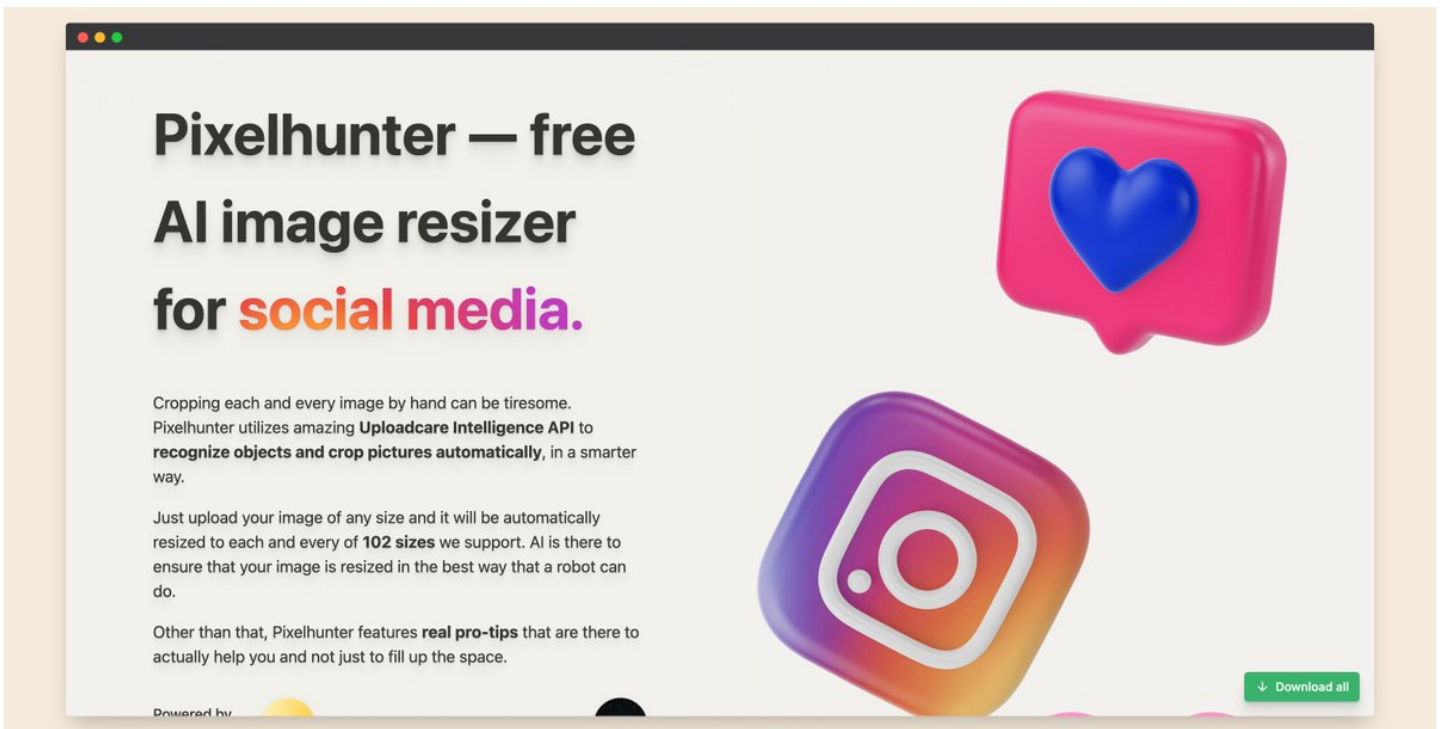 Pixelhunter — free
AI image resizer
for social media.
Cropping each and every image by hand can be tiresome.
Pixelhunter utilizes amazing Uploadcare Intelligence API to
recognize objects and crop pictures automatically, in a smarter
way.
Just upload your image of any size and it will be automatically
resized to each and every of 102 sizes we support. AI is there to
ensure that your image is resized in the best way that a robot can
do.
Other than that, Pixelhunter features real pro-tips that are there to
actually help you and not just to fill up the space.
Powered by
↓ Download all